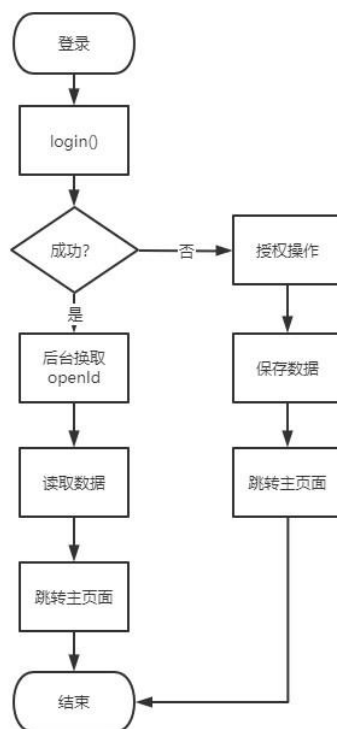 登录
login()
成功?
否
授权操作
是
后台换取
openId
保存数据
读取数据
跳转主页面
跳转主页面
结束